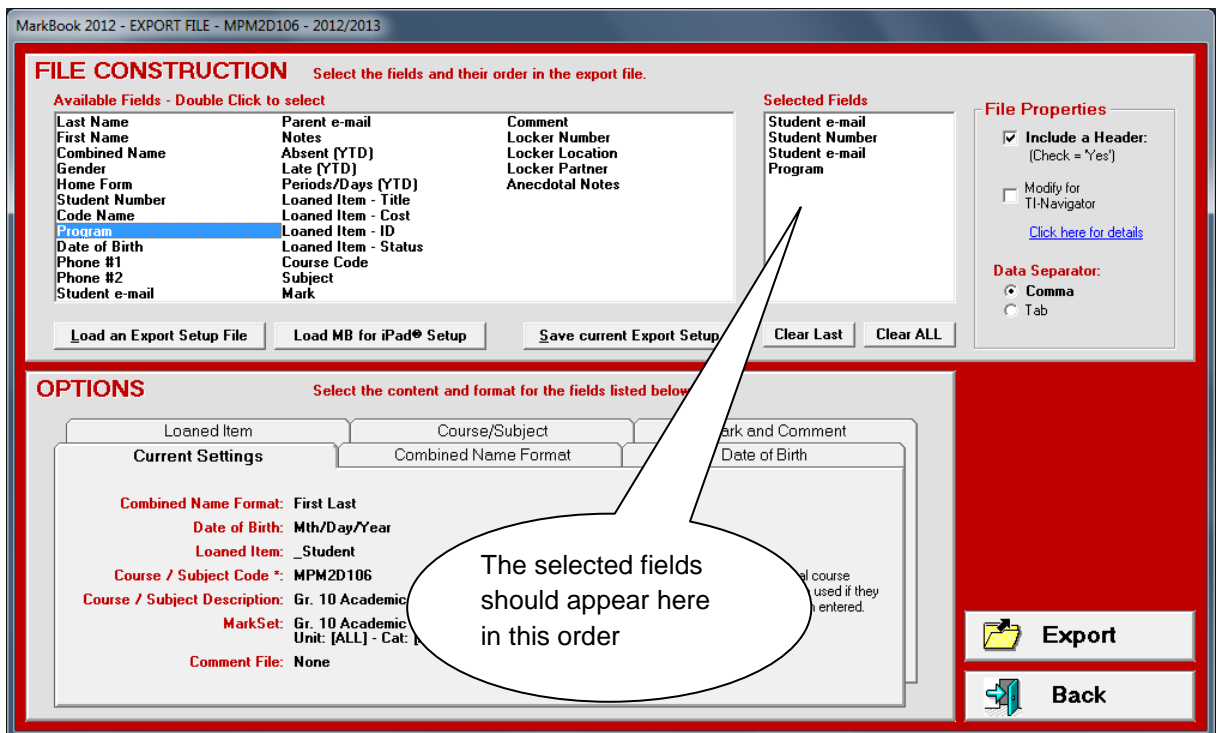 MarkBook 2012 - EXPORT FILE - MPM2D106 - 2012/2013
FILE CONSTRUCTION Select the fields and their order in the export file.
Available Fields - Double Click to select
Last Name
First Name
Combined Name
Gender
Home Form
Student Number
Code Name
Program
Date of Birth
Phone #1
Phone #2
Student e-mail
Parent e-mail
Notes
Absent (YTD)
Late (YTD)
Periods/Days (YTD)
Loaned Item - Title
Loaned Item - Cost
Loaned Item - ID
Loaned Item - Status
Course Code
Subject
Mark
Comment
Locker Number
Locker Location
Locker Partner
Anecdotal Notes
Selected Fields
Student e-mail
Student Number
Student e-mail
Program
File Properties
Include a Header:
(Check = 'Yes')
Modify for
TI-Navigator
Click here for details
Data Separator:
Comma
Tab
Load an Export Setup File
Load MB for iPad® Setup
Save current Export Setup
Clear Last
Clear ALL
OPTIONS Select the content and format for the fields listed below
Loaned Item
Course/Subject
and Comment
Current Settings
Combined Name Format
Date of Birth
Combined Name Format: First Last
Date of Birth: Mth/Day/Year
Loaned Item: _Student
Course / Subject Code *: MPM2D106
Course / Subject Description: Gr. 10 Academic
MarkSet: Gr. 10 Academic
Unit: [ALL] - Cat: [
Comment File: None
course
used if they
entered.
The selected fields
should appear here
in this order
Export
Back